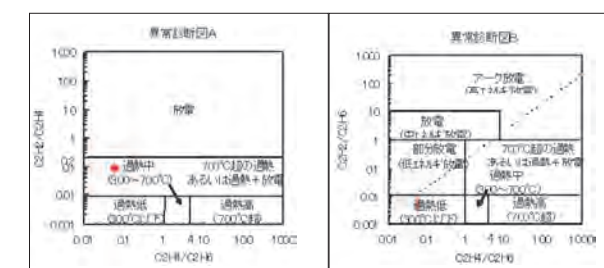 異常診断図A
1000
100
10
1
0.1
0.01
0.001
C2H2/C2H4
放電
過熱中
(300~700℃)
700℃超の過熱
あるいは過熱+放電
過熱低
(300℃以下)
過熱高
(700℃超)
0.01 0.1 1 4 10 100 1000
C2H4/C2H6
異常診断図B
1000
100
10
1
0.1
0.01
0.001
C2H2/C2H6
アーク放電
(高エネルギ放電)
放電
(中エネルギ放電)
部分放電
(低エネルギ放電)
700℃超の過熱
あるいは過熱+放電
過熱中
(300~700℃)
過熱低
(300℃以下)
過熱高
(700℃超)
0.01 0.1 1 4 10 100 1000
C2H4/C2H6